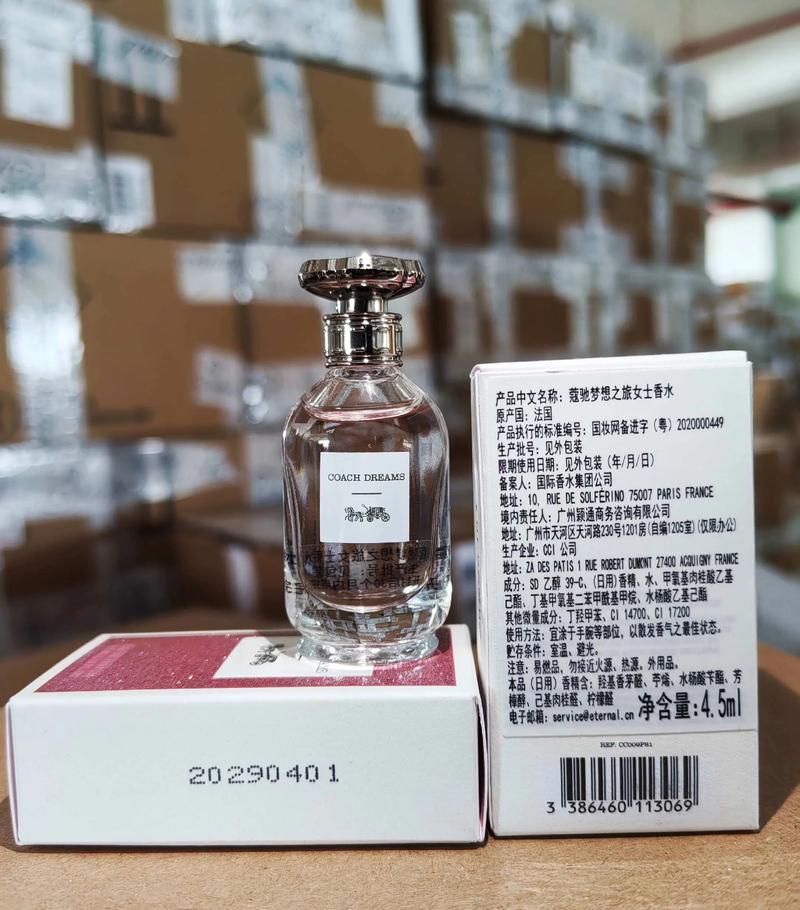 COACH DREAMS
20290401
产品中文名称: 蔻驰梦想之旅女士香水
原产国: 法国
产品执行的标准编号: 国妆网备进字（粤）2020000449
生产批号: 见外包装
限期使用日期: 见外包装（年/月/日）
备案人: 国际香水集团公司
地址: 10, RUE DE SOLFÉRINO 75007 PARIS FRANCE
境内责任人: 广州颖通商务咨询有限公司
地址: 广州市天河区天河路230号1201房(自编1205室)(仅限办公)
生产企业: CCI 公司
地址: ZA DES PATIS 1 RUE ROBERT DUMONT 27400 ACQUIGNY FRANCE
成分: SD 乙醇 39-C、(日用)香精、水、甲氧基肉桂酸乙基
己酯、丁基甲氧基二苯甲酰基甲烷、水杨酸乙基己酯
其他微量成分: 丁羟甲苯、CI 14700、CI 17200
使用方法: 宜涂于手腕等部位，以散发香气之最佳状态。
贮存条件: 室温、避光。
注意: 易燃品，勿接近火源、热源，外用品。
本品（日用）香精含: 羟基香茅醛、苧烯、水杨酸苄酯、芳
樟醇、己基肉桂醛、柠檬醛
电子邮箱: service@eternal.cn 净含量:4.5ml
REF. CC009P81
3 386460 113069